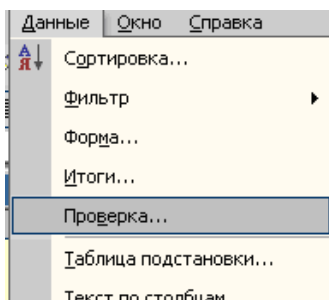 Данные Окно Справка
Сортировка...
Фильтр
Форма...
Итоги...
Проверка...
Таблица подстановки...
Текст по столбцам